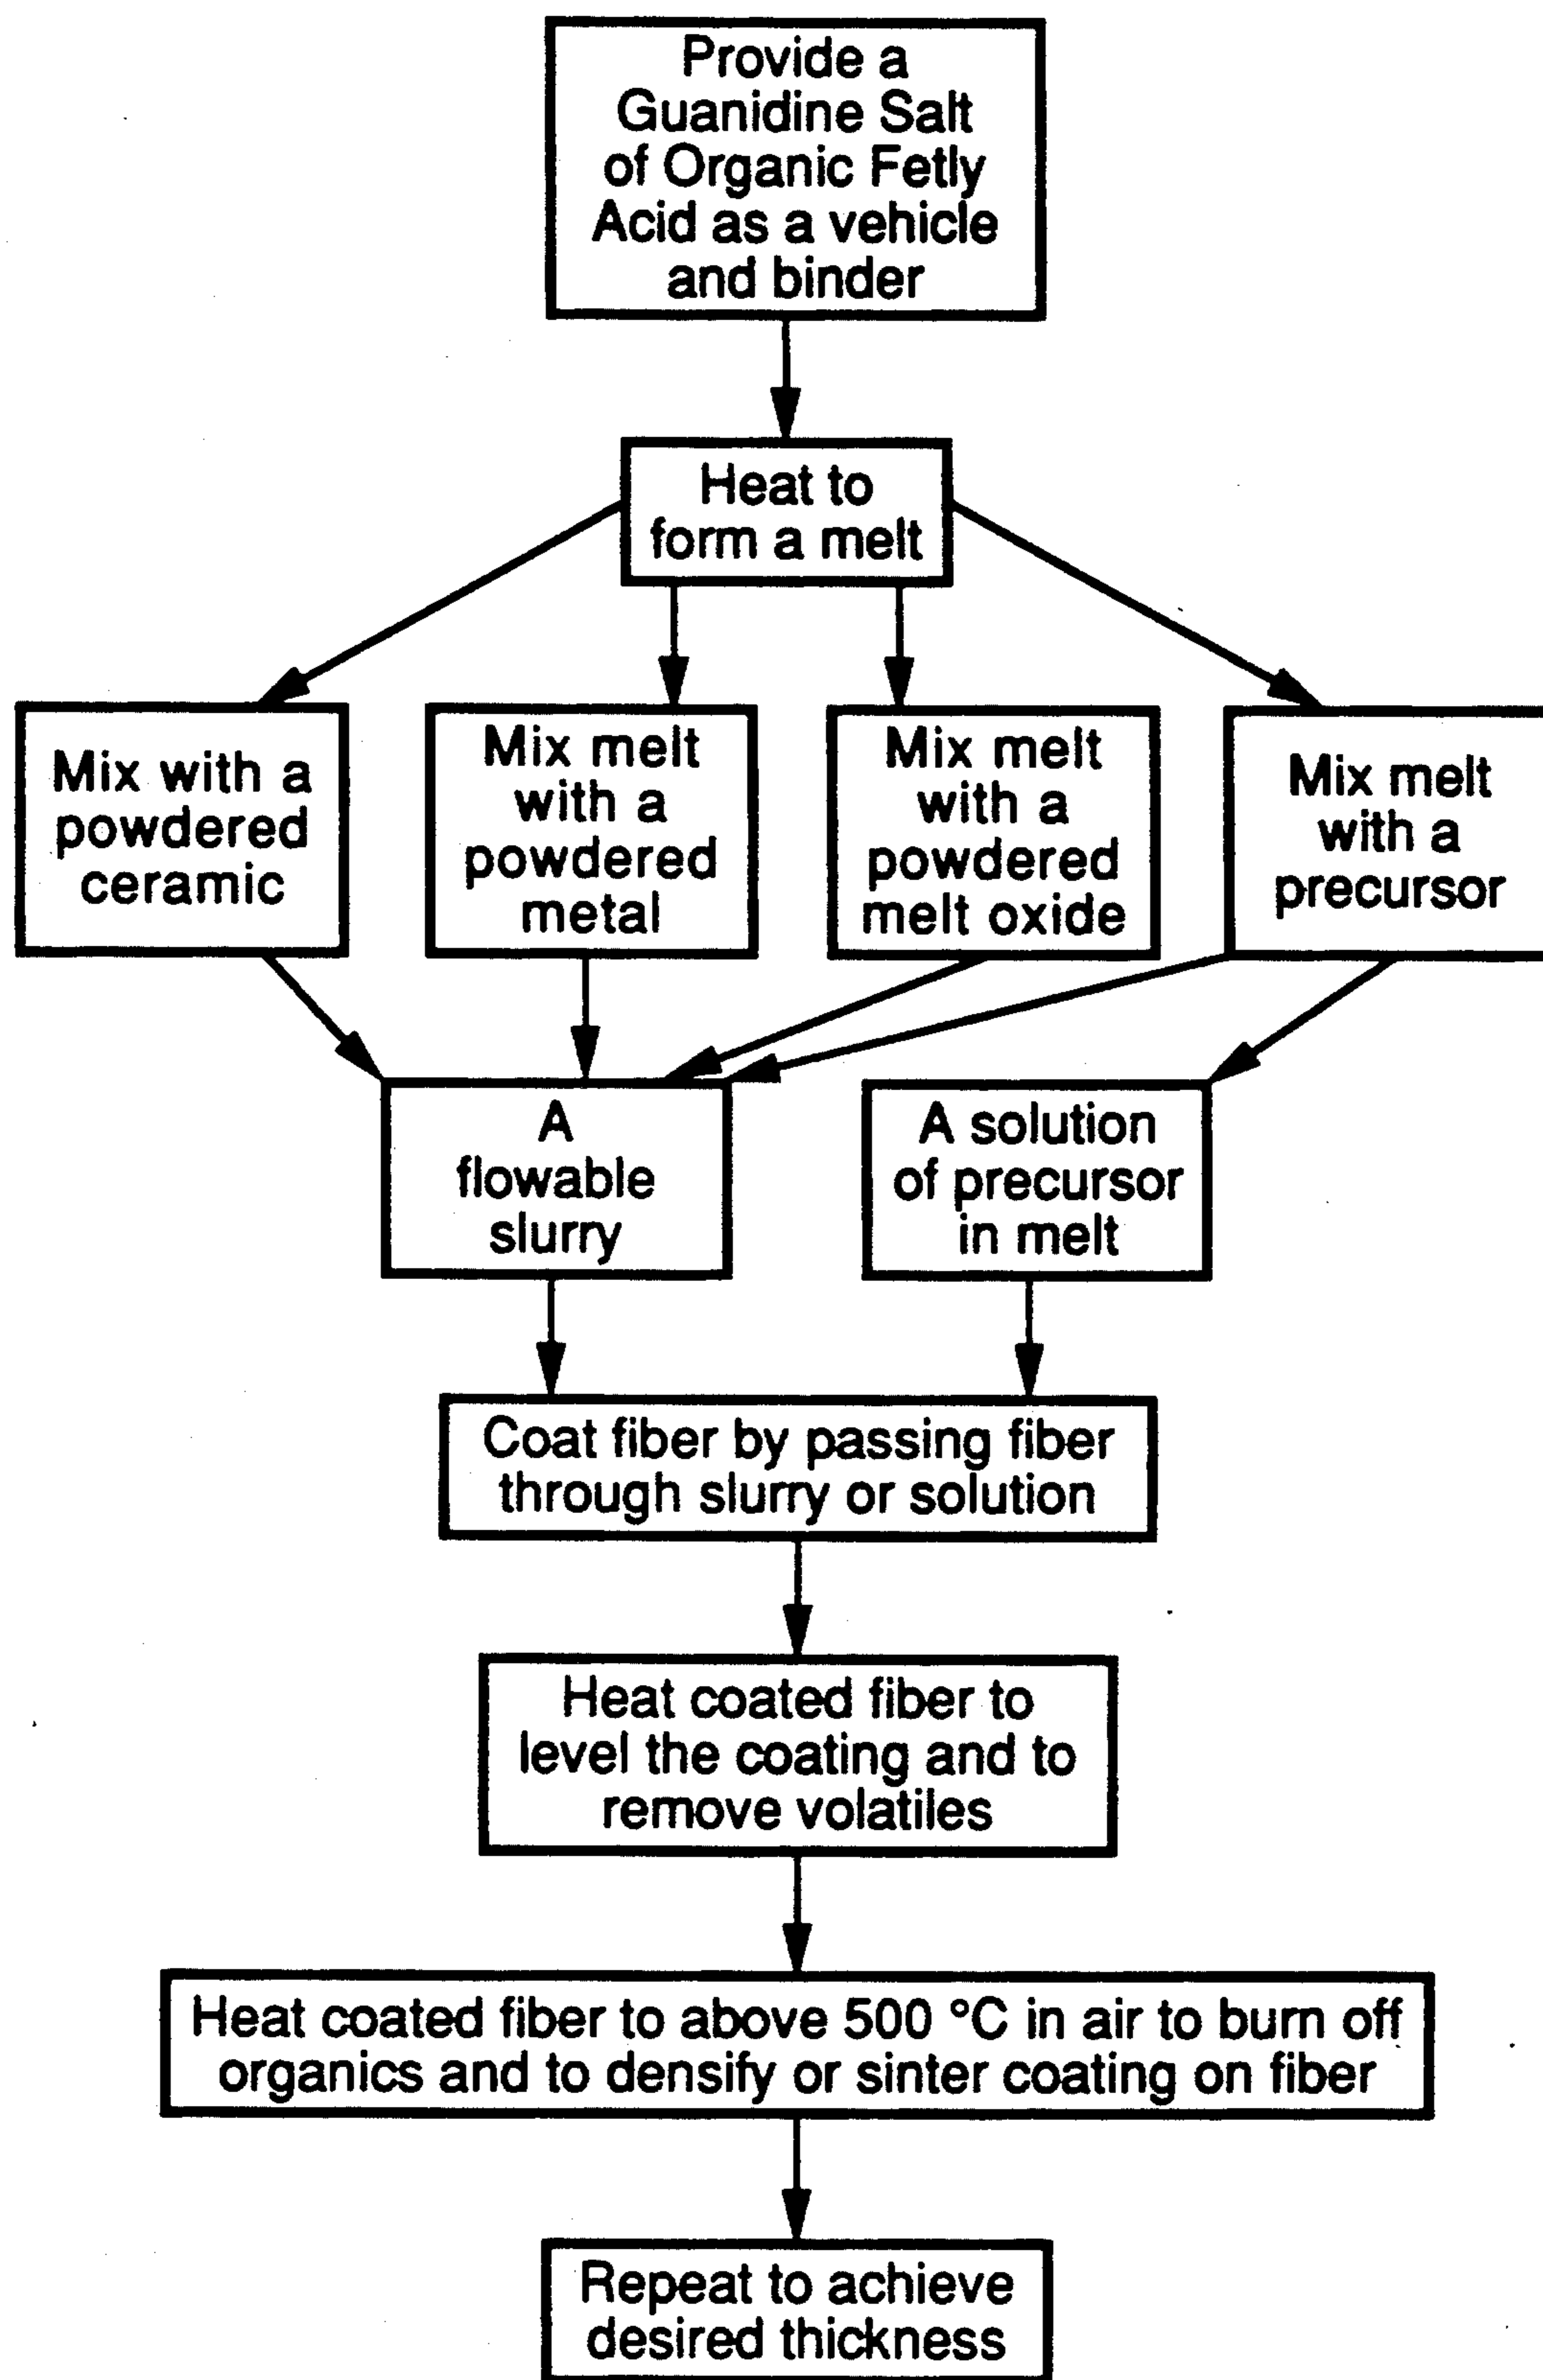 Provide a
Guanidine Salt
of Organic Fetly
Acid as a vehicle
and binder
Heat to
form a melt
Mix with a
powdered
ceramic
Mix melt
with a
powdered
metal
Mix melt
with a
powdered
melt oxide
Mix melt
with a
precursor
A
flowable
slurry
A solution
of precursor
in melt
Coat fiber by passing fiber
through slurry or solution
Heat coated fiber to
level the coating and to
remove volatiles
Heat coated fiber to above 500 °C in air to burn off
organics and to densify or sinter coating on fiber
Repeat to achieve
desired thickness